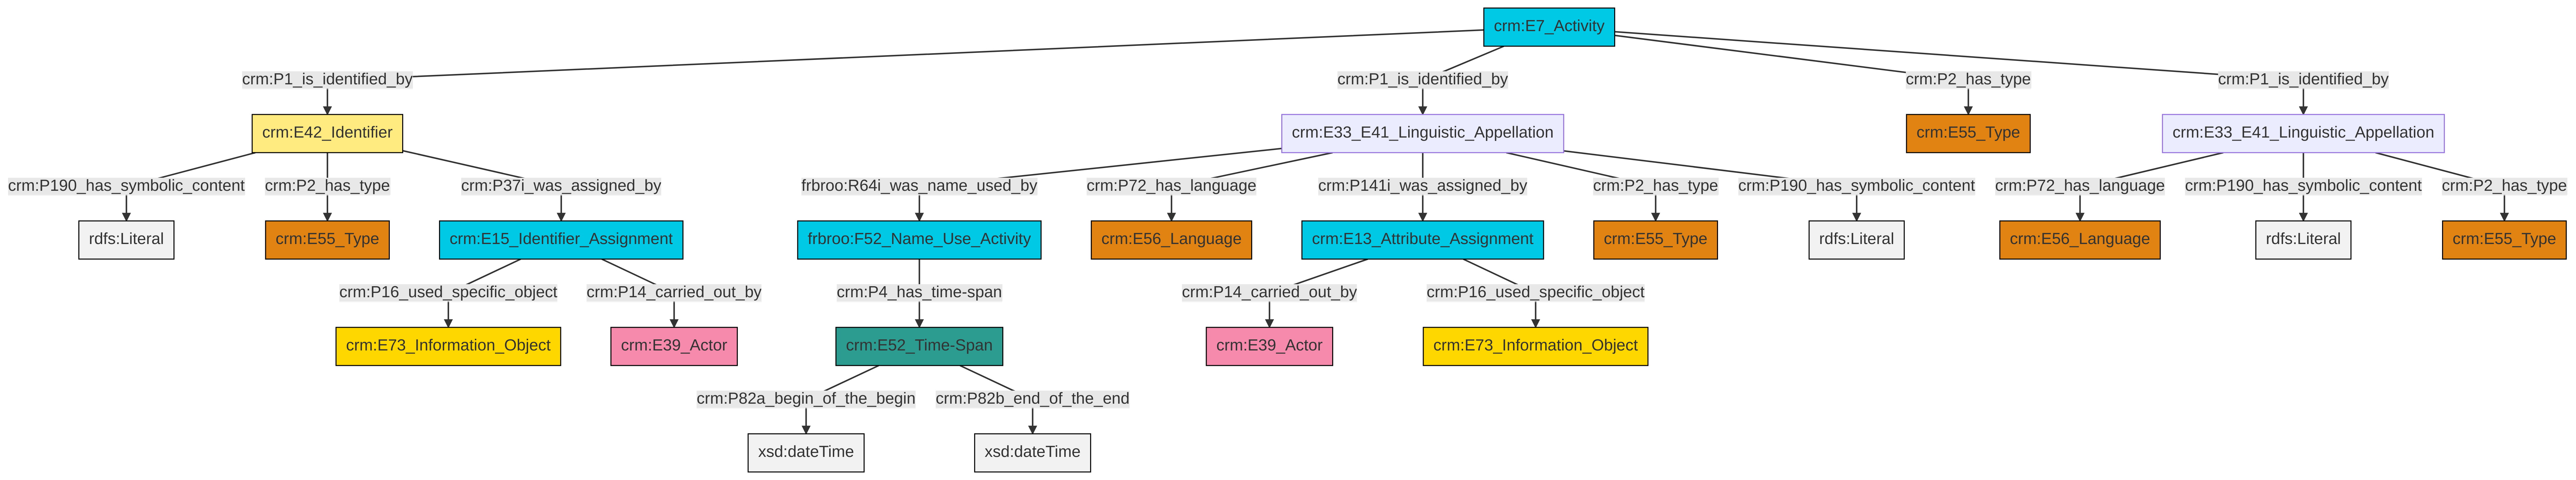 crm:E7_Activity
crm:P1_is_identified_by
crm:P1_is_identified_by
crm:P2_has_type
crm:P1_is_identified_by
crm:E42_Identifier
crm:E33_E41_Linguistic_Appellation
crm:E55_Type
crm:E33_E41_Linguistic_Appellation
crm:P190_has_symbolic_content
crm:P2_has_type
crm:P37i_was_assigned_by
frbroo:R64i_was_name_used_by
crm:P72_has_language
crm:P141i_was_assigned_by
crm:P2_has_type
crm:P190_has_symbolic_content
crm:P72_has_language
crm:P190_has_symbolic_content
crm:P2_has_type
rdfs:Literal
crm:E55_Type
crm:E15_Identifier_Assignment
frbroo:F52_Name_Use_Activity
crm:E56_Language
crm:E13_Attribute_Assignment
crm:E55_Type
rdfs:Literal
crm:E56_Language
rdfs:Literal
crm:E55_Type
crm:P16_used_specific_object
crm:P14_carried_out_by
crm:P4_has_time-span
crm:P14_carried_out_by
crm:P16_used_specific_object
crm:E73_Information_Object
crm:E39_Actor
crm:E52_Time-Span
crm:E39_Actor
crm:E73_Information_Object
crm:P82a_begin_of_the_begin
crm:P82b_end_of_the_end
xsd:dateTime
xsd:dateTime